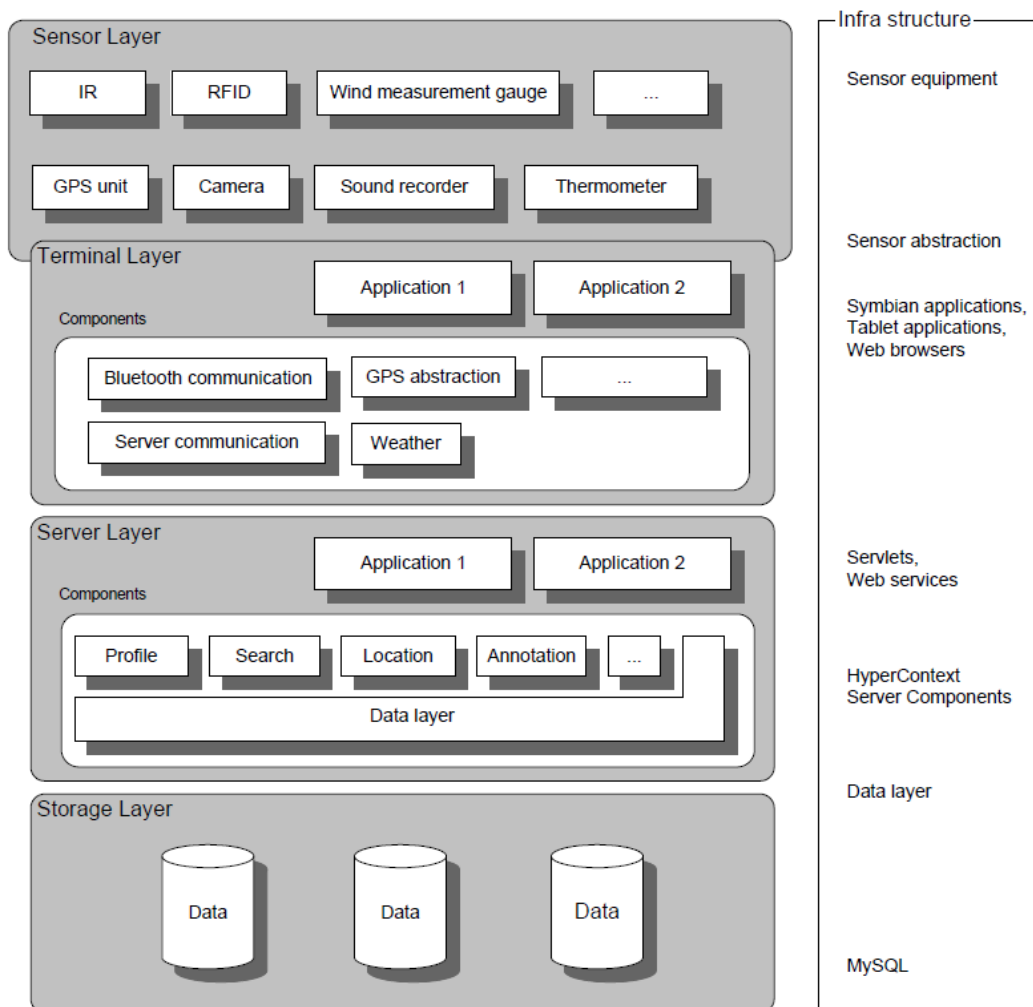 Sensor Layer
IR
RFID
Wind measurement gauge
...
GPS unit
Camera
Sound recorder
Thermometer
Terminal Layer
Application 1
Application 2
Components
Bluetooth communication
GPS abstraction
...
Server communication
Weather
Server Layer
Application 1
Application 2
Components
Profile
Search
Location
Annotation
...
Data layer
Storage Layer
Data
Data
Data
Infra structure
Sensor equipment
Sensor abstraction
Symbian applications,
Tablet applications,
Web browsers
Servlets,
Web services
HyperContext
Server Components
Data layer
MySQL